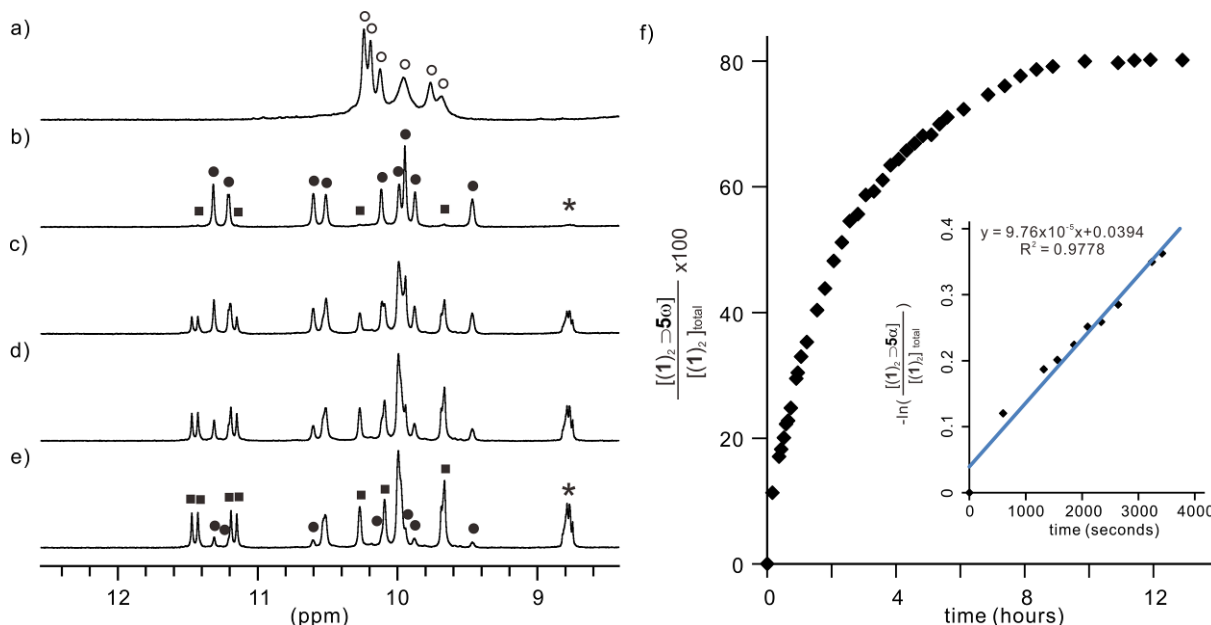 a)
b)
*
c)
d)
e)
*
12
11
10
9
(ppm)
f)
[(1)₂ ⊃5ω]
[(1)₂ ]total
x100
80
60
40
20
0
0
4
8
12
time (hours)
y = 9.76x10⁻⁵x+0.0394
R² = 0.9778
-ln(
[(1)₂ ⊃5α]
[(1)₂] total
)
0.4
0.3
0.2
0.1
0
0
1000
2000
3000
4000
time (seconds)